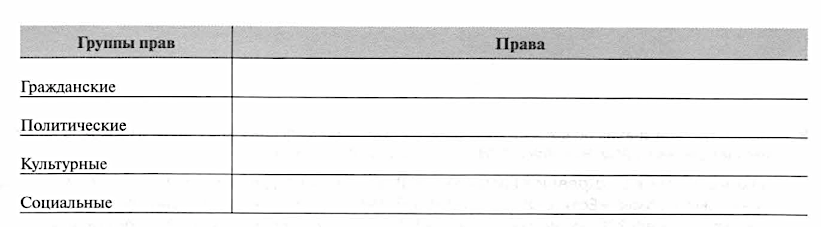 Группы прав Права
Гражданские
Политические
Культурные
Социальные